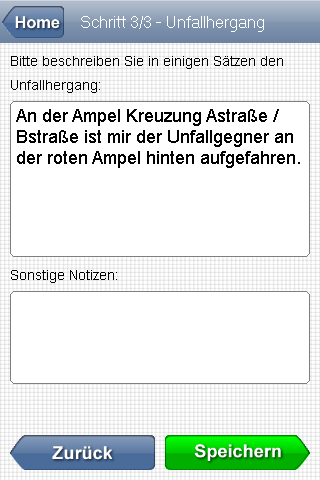 Home
Schritt 3/3 - Unfallhergang
Bitte beschreiben Sie in einigen Sätzen den
Unfallhergang:
An der Ampel Kreuzung Astraße /
Bstraße ist mir der Unfallgegner an
der roten Ampel hinten aufgefahren.
Sonstige Notizen:
Zurück
Speichern